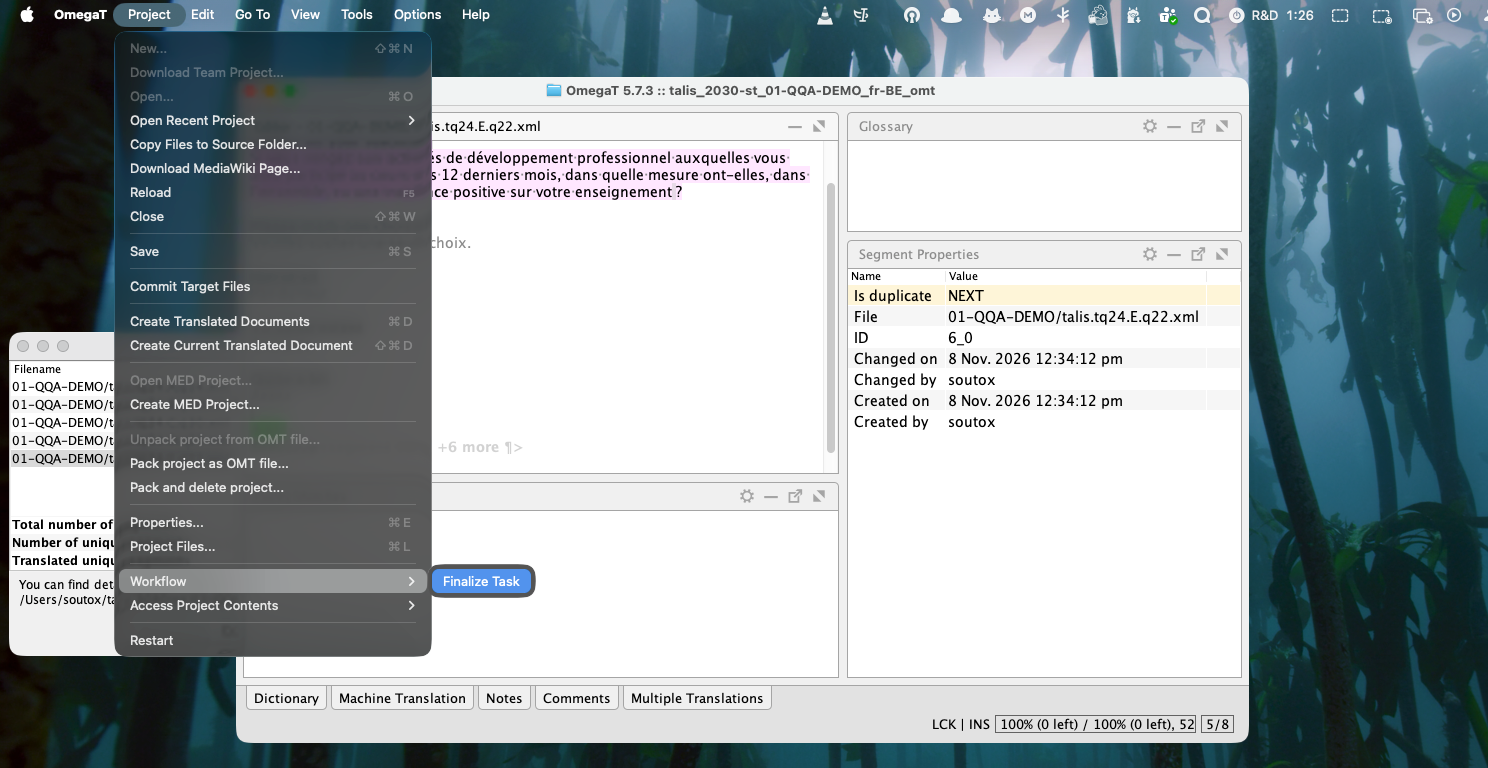 OmegaT Project Edit Go To View Tools Options Help
R&D 1:26
New... ⇧⌘N
Download Team Project...
Open... ⌘O
Open Recent Project
Copy Files to Source Folder...
Download MediaWiki Page...
Reload F5
Close ⇧⌘W
Save ⌘S
Commit Target Files
Create Translated Documents ⌘D
Create Current Translated Document ⇧⌘D
Open MED Project...
Create MED Project...
Unpack project from OMT file...
Pack project as OMT file...
Pack and delete project...
Properties... ⌘E
Project Files... ⌘L
Workflow
Finalize Task
Access Project Contents
Restart
Filename
01-QQA-DEMO/ta
01-QQA-DEMO/ta
01-QQA-DEMO/ta
01-QQA-DEMO/ta
01-QQA-DEMO/ta
Total number of
Number of uniqu
Translated uniqu
You can find det
/Users/soutox/ta
OmegaT 5.7.3 :: talis_2030-st_01-QQA-DEMO_fr-BE_omt
is.tq24.E.q22.xml
de développement professionnel auxquelles vous
12 derniers mois, dans quelle mesure ont-elles, dans
ce positive sur votre enseignement ?
choix.
+6 more ¶>
Glossary
Segment Properties
Name Value
Is duplicate NEXT
File 01-QQA-DEMO/talis.tq24.E.q22.xml
ID 6_0
Changed on 8 Nov. 2026 12:34:12 pm
Changed by soutox
Created on 8 Nov. 2026 12:34:12 pm
Created by soutox
Dictionary Machine Translation Notes Comments Multiple Translations
LCK | INS 100% (0 left) / 100% (0 left), 52 5/8